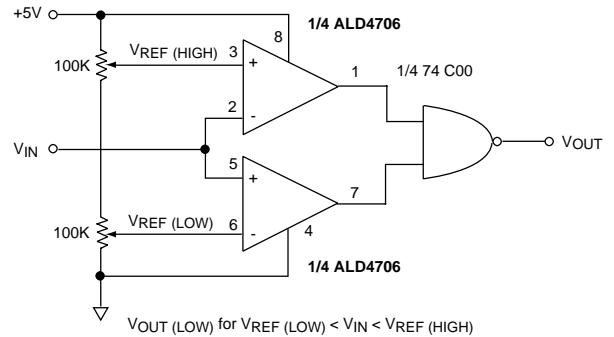 +5V
1/4 ALD4706
8
VREF (HIGH)
3
+
100K
1
1/4 74 C00
2
-
VIN
VOUT
5
+
7
VREF (LOW)
100K
6
-
4
1/4 ALD4706
VOUT (LOW) for VREF (LOW) < VIN < VREF (HIGH)